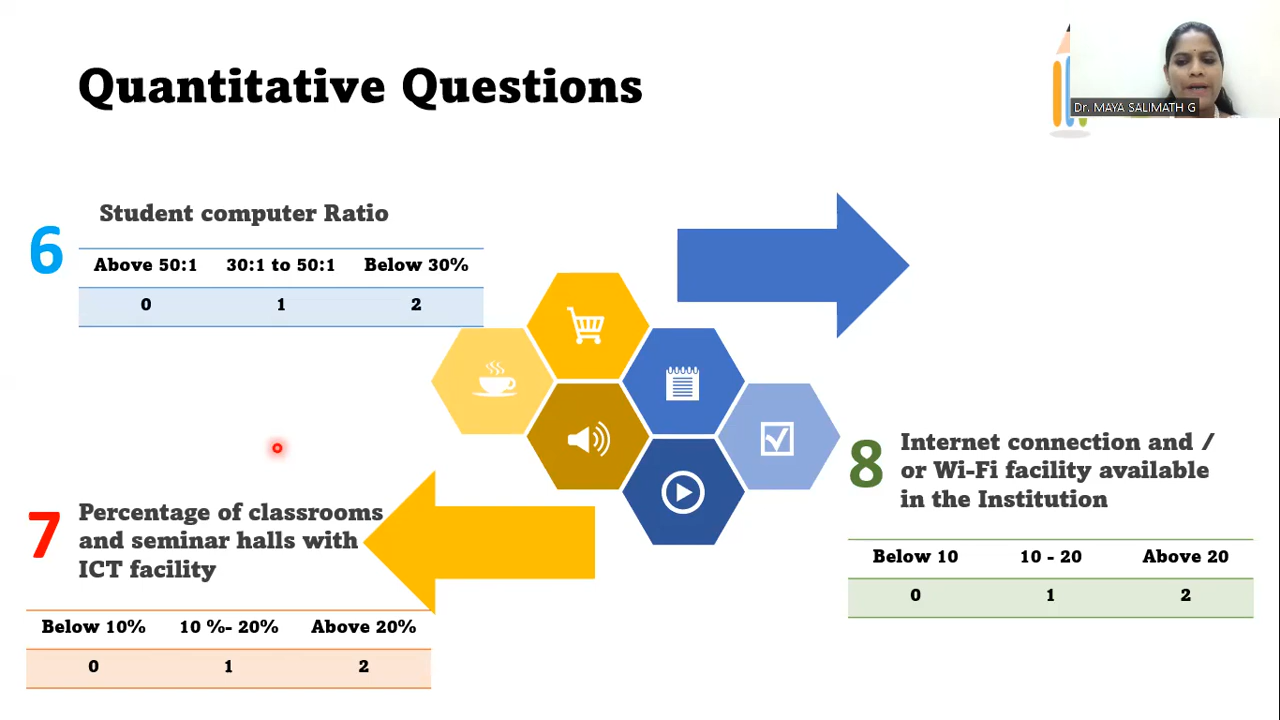 Quantitative Questions
Dr. MAYA SALIMATH G
6
Student computer Ratio
Above 50:1 30:1 to 50:1 Below 30%
0 1 2
7
Percentage of classrooms
and seminar halls with
ICT facility
Below 10% 10 %- 20% Above 20%
0 1 2
8
Internet connection and /
or Wi-Fi facility available
in the Institution
Below 10 10 - 20 Above 20
0 1 2